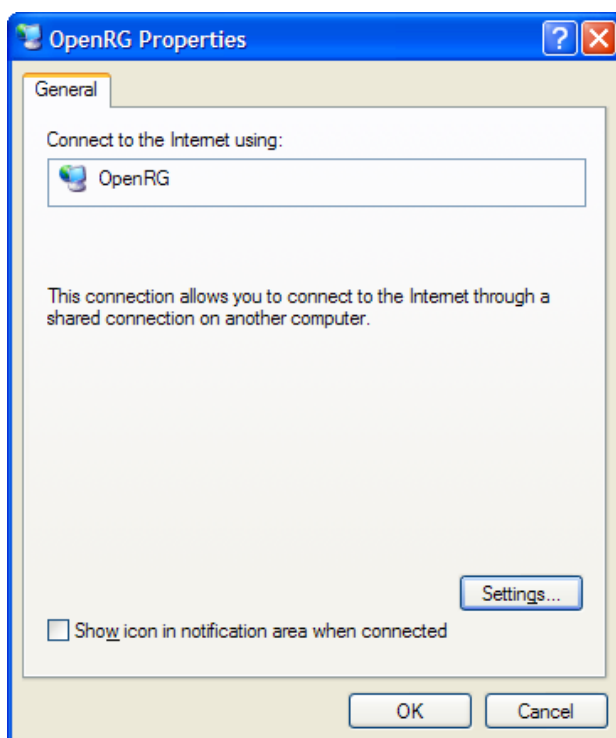 OpenRG Properties
General
Connect to the Internet using:
OpenRG
This connection allows you to connect to the Internet through a
shared connection on another computer.
Settings...
Show icon in notification area when connected
OK
Cancel